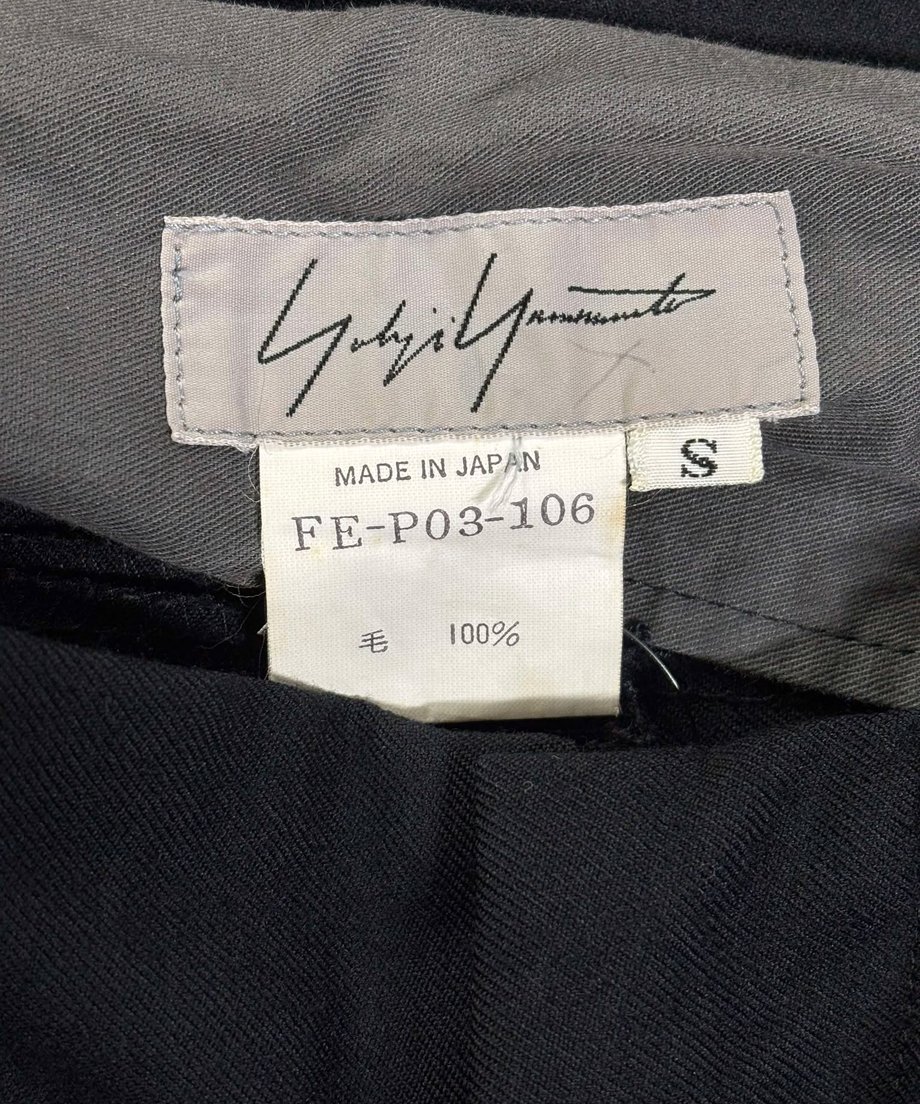 Yohji Yamamoto
S
MADE IN JAPAN
FE-P03-106
毛 100%